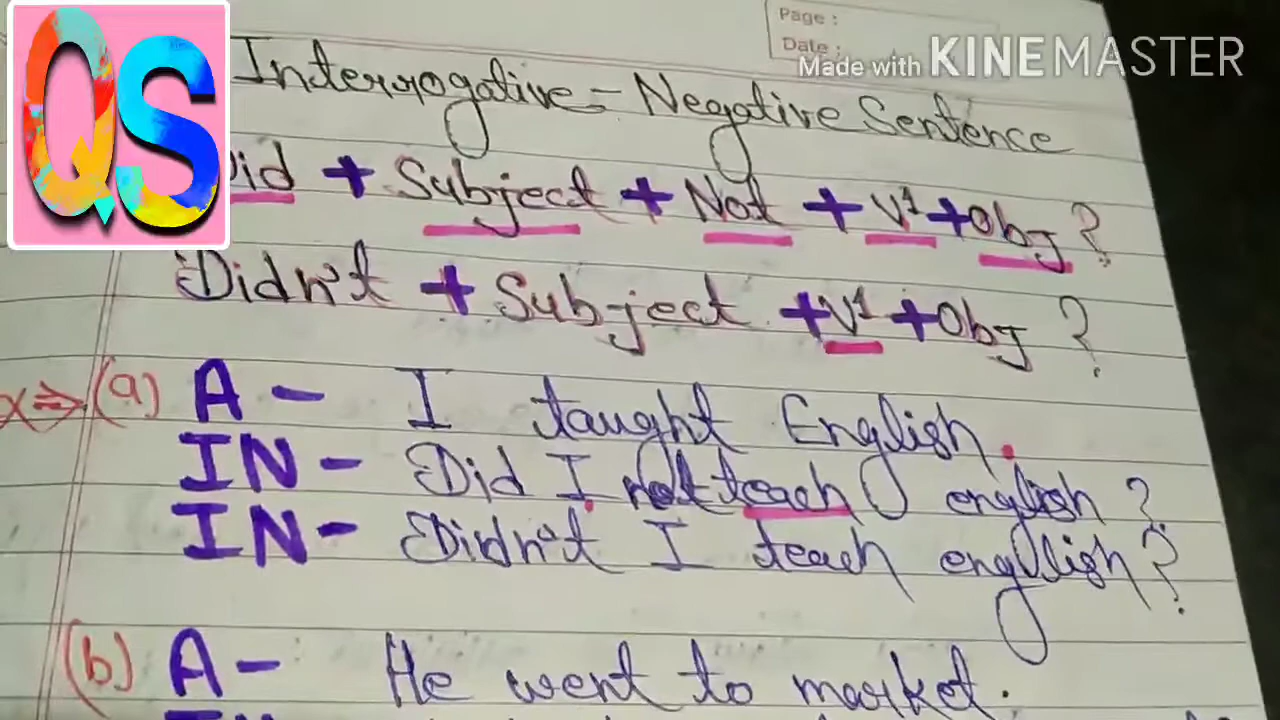 Page :
Date :
Made with KINEMASTER
QS
Interrogative - Negative Sentence
Did + Subject + Not + V¹ + Obj ?
Didn't + Subject + V¹ + Obj ?
(a) A - I taught English.
IN - Did I not teach english ?
IN - Didn't I teach english ?
(b) A - He went to market.